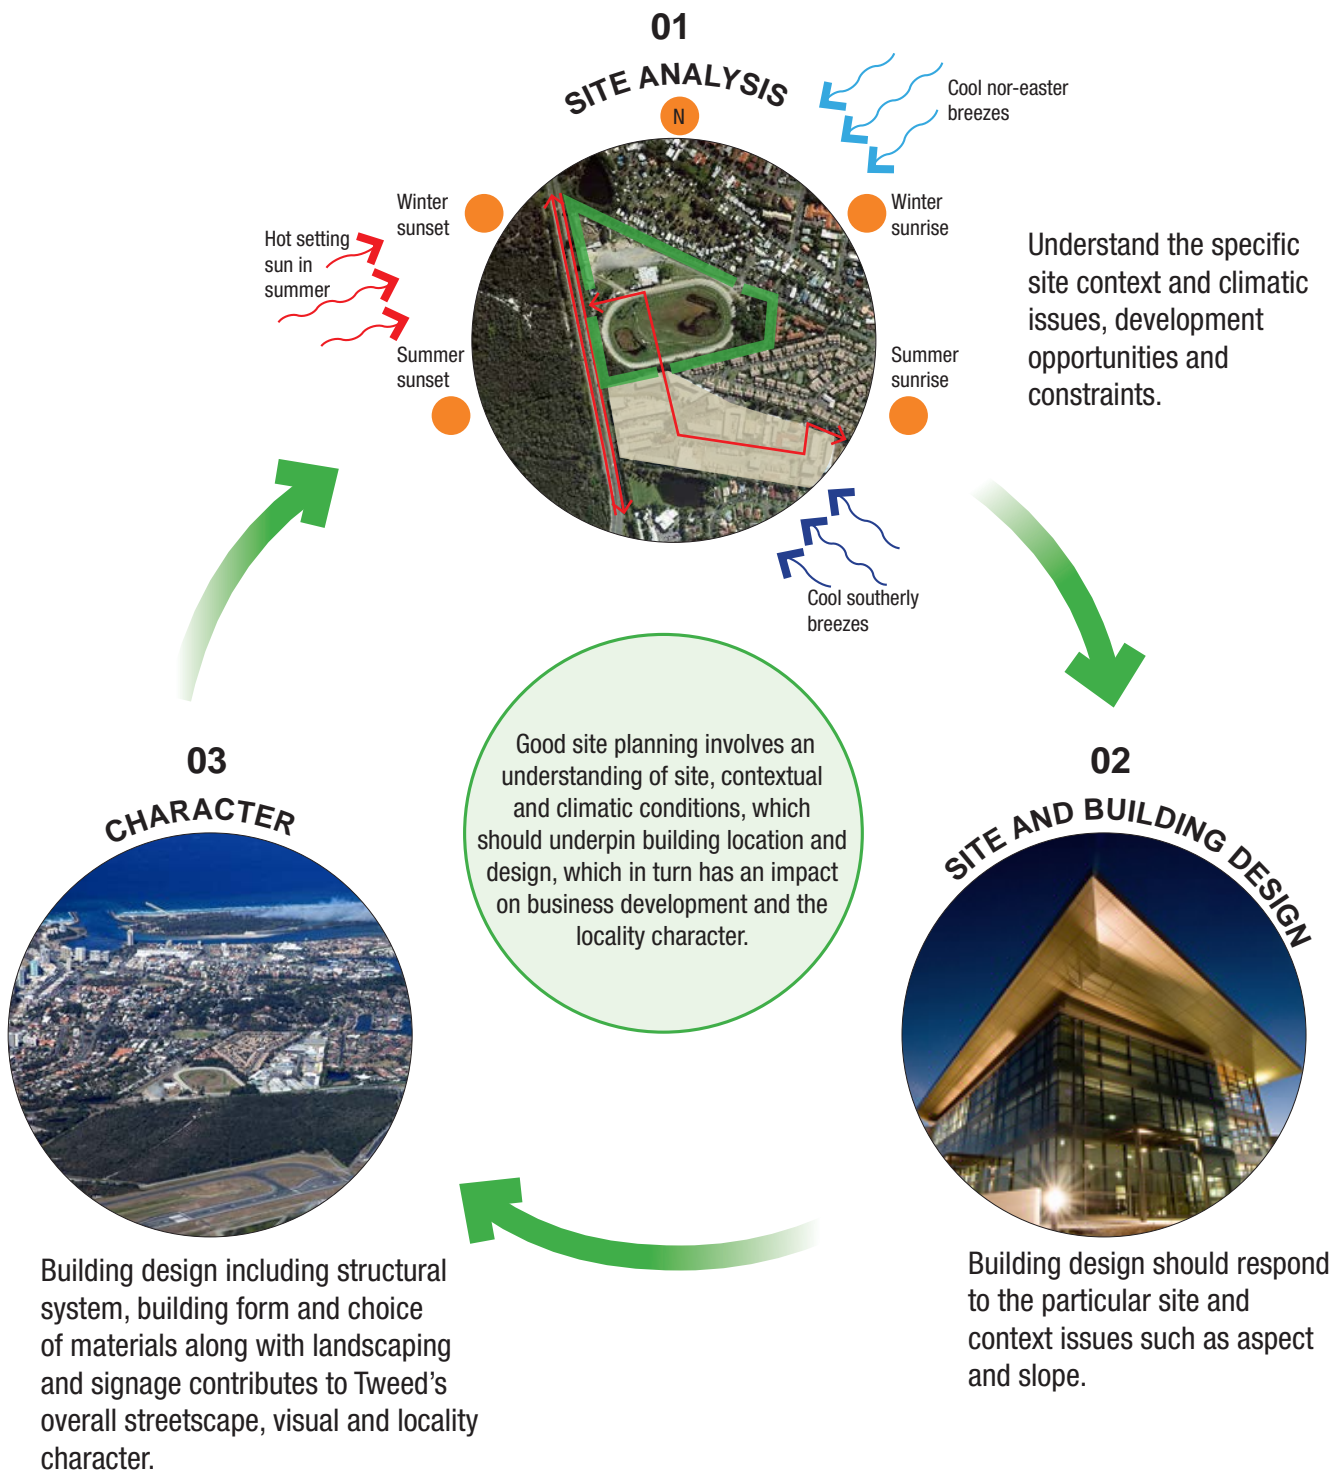 01
SITE ANALYSIS
N
Cool nor-easter
breezes
Winter
sunset
Winter
sunrise
Hot setting
sun in
summer
Summer
sunset
Summer
sunrise
Understand the specific
site context and climatic
issues, development
opportunities and
constraints.
Cool southerly
breezes
Good site planning involves an
understanding of site, contextual
and climatic conditions, which
should underpin building location and
design, which in turn has an impact
on business development and the
locality character.
02
SITE AND BUILDING DESIGN
Building design should respond
to the particular site and
context issues such as aspect
and slope.
03
CHARACTER
Building design including structural
system, building form and choice
of materials along with landscaping
and signage contributes to Tweed’s
overall streetscape, visual and locality
character.